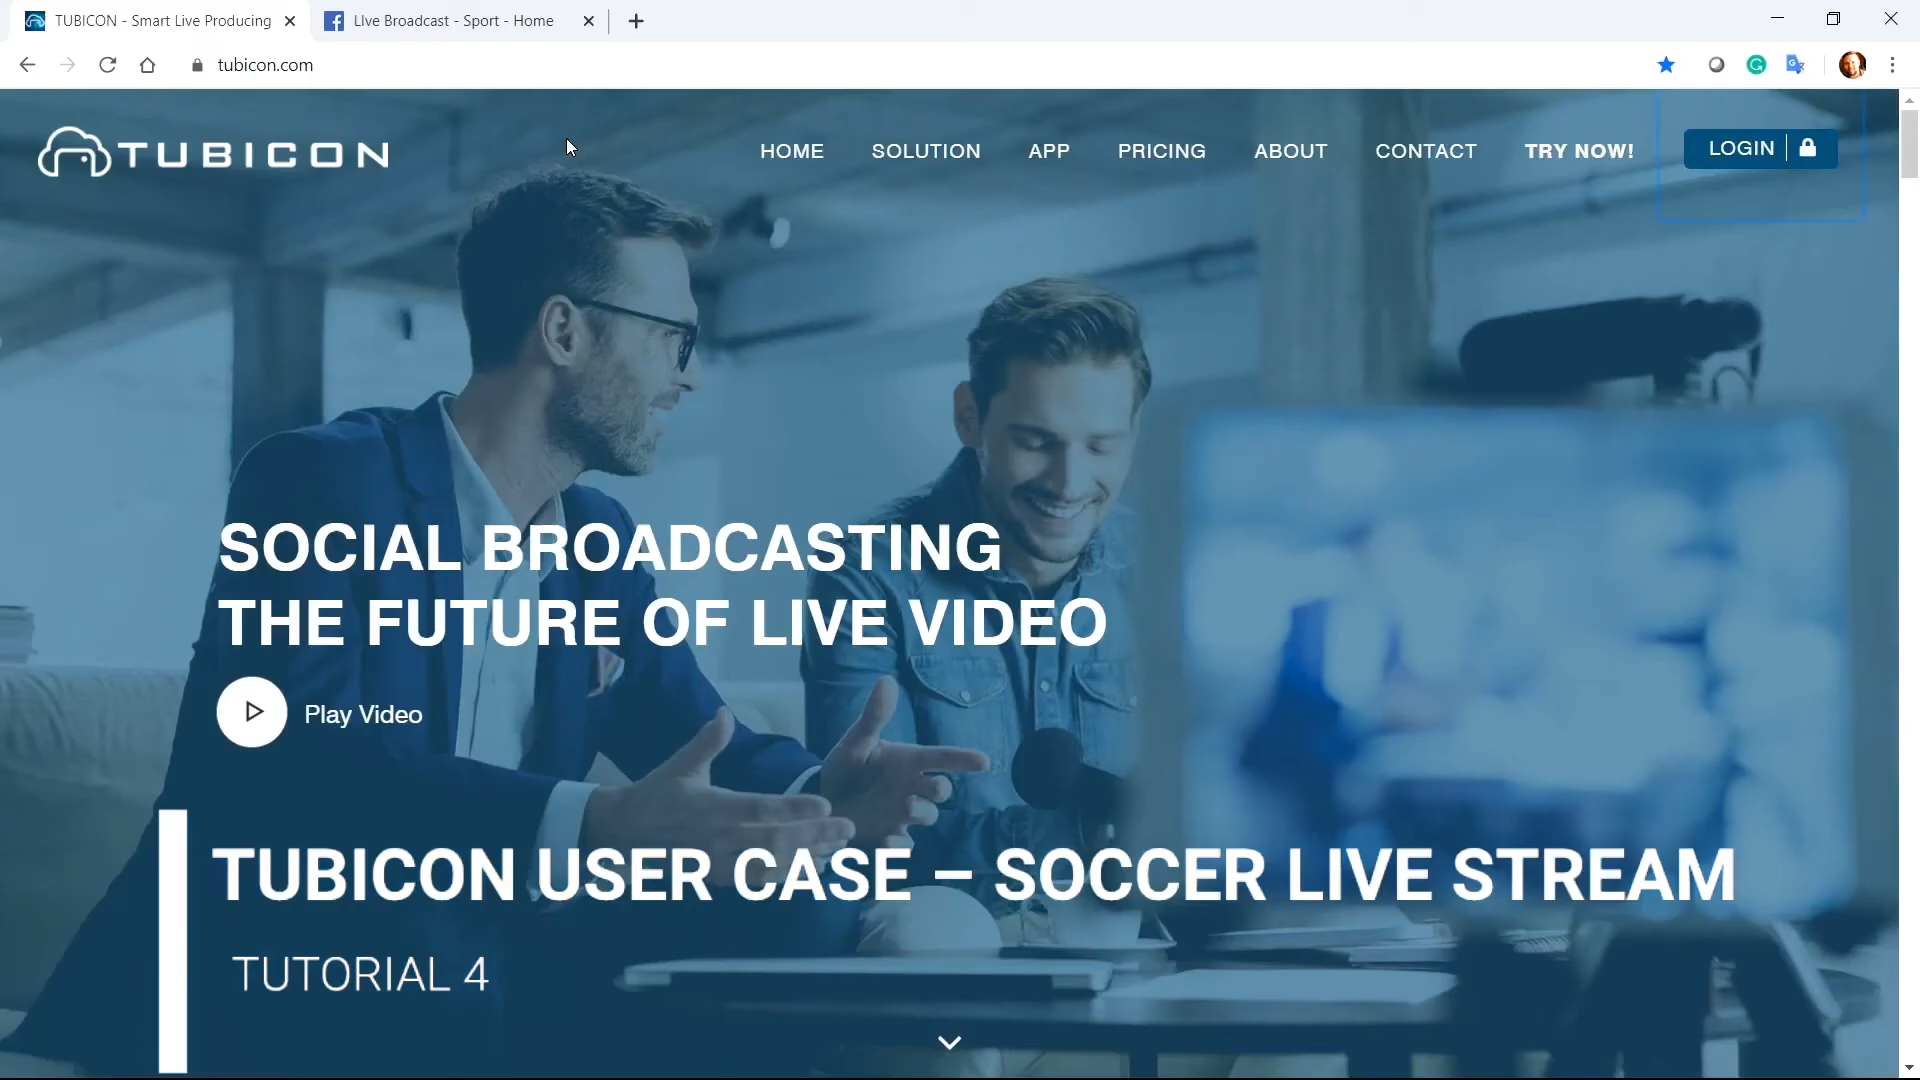 TUBICON - Smart Live Producing
LIve Broadcast - Sport - Home
tubicon.com
TUBICON
HOME
SOLUTION
APP
PRICING
ABOUT
CONTACT
TRY NOW!
LOGIN
SOCIAL BROADCASTING
THE FUTURE OF LIVE VIDEO
Play Video
TUBICON USER CASE – SOCCER LIVE STREAM
TUTORIAL 4